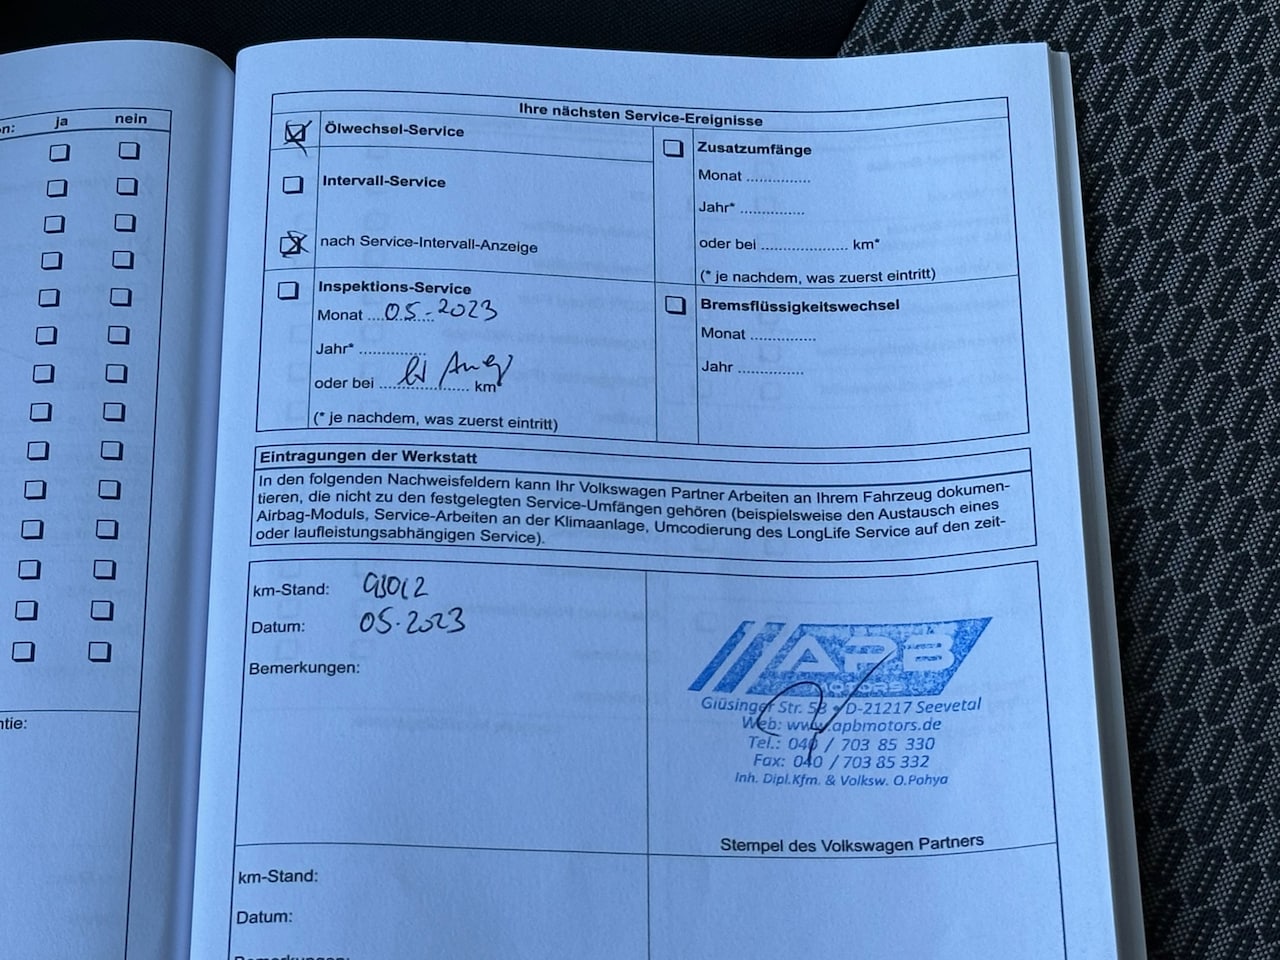 ja nein
Ihre nächsten Service-Ereignisse
Ölwechsel-Service
Intervall-Service
nach Service-Intervall-Anzeige
Inspektions-Service
Monat ....05-2023
Jahr* ..............
oder bei .................. km*
(* je nachdem, was zuerst eintritt)
Zusatzumfänge
Monat .............
Jahr* .............
oder bei .................. km*
(* je nachdem, was zuerst eintritt)
Bremsflüssigkeitswechsel
Monat .............
Jahr .............
Eintragungen der Werkstatt
In den folgenden Nachweisfeldern kann Ihr Volkswagen Partner Arbeiten an Ihrem Fahrzeug dokumen-
tieren, die nicht zu den festgelegten Service-Umfängen gehören (beispielsweise den Austausch eines
Airbag-Moduls, Service-Arbeiten an der Klimaanlage, Umcodierung des LongLife Service auf den zeit-
oder laufleistungsabhängigen Service).
km-Stand:
Datum: 05.2023
Bemerkungen:
APB
MOTORS
Giüsinger Str. 58 • D-21217 Seevetal
Web: www.apbmotors.de
Tel.: 040 / 703 85 330
Fax: 040 / 703 85 332
Inh. Dipl.Kfm. & Volksw. O.Pohya
Stempel des Volkswagen Partners
km-Stand:
Datum:
Bemerkungen: